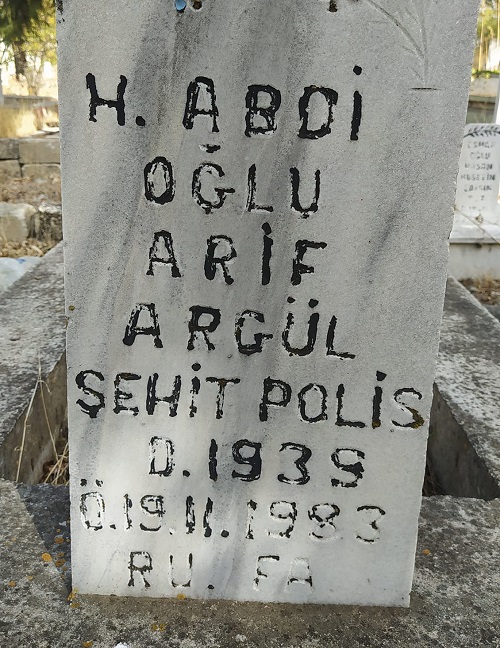 H. ABDİ
OĞLU
ARİF
ARGÜL
ŞEHİT POLİS
D. 1939
Ö.19.11.1983
RU. FA